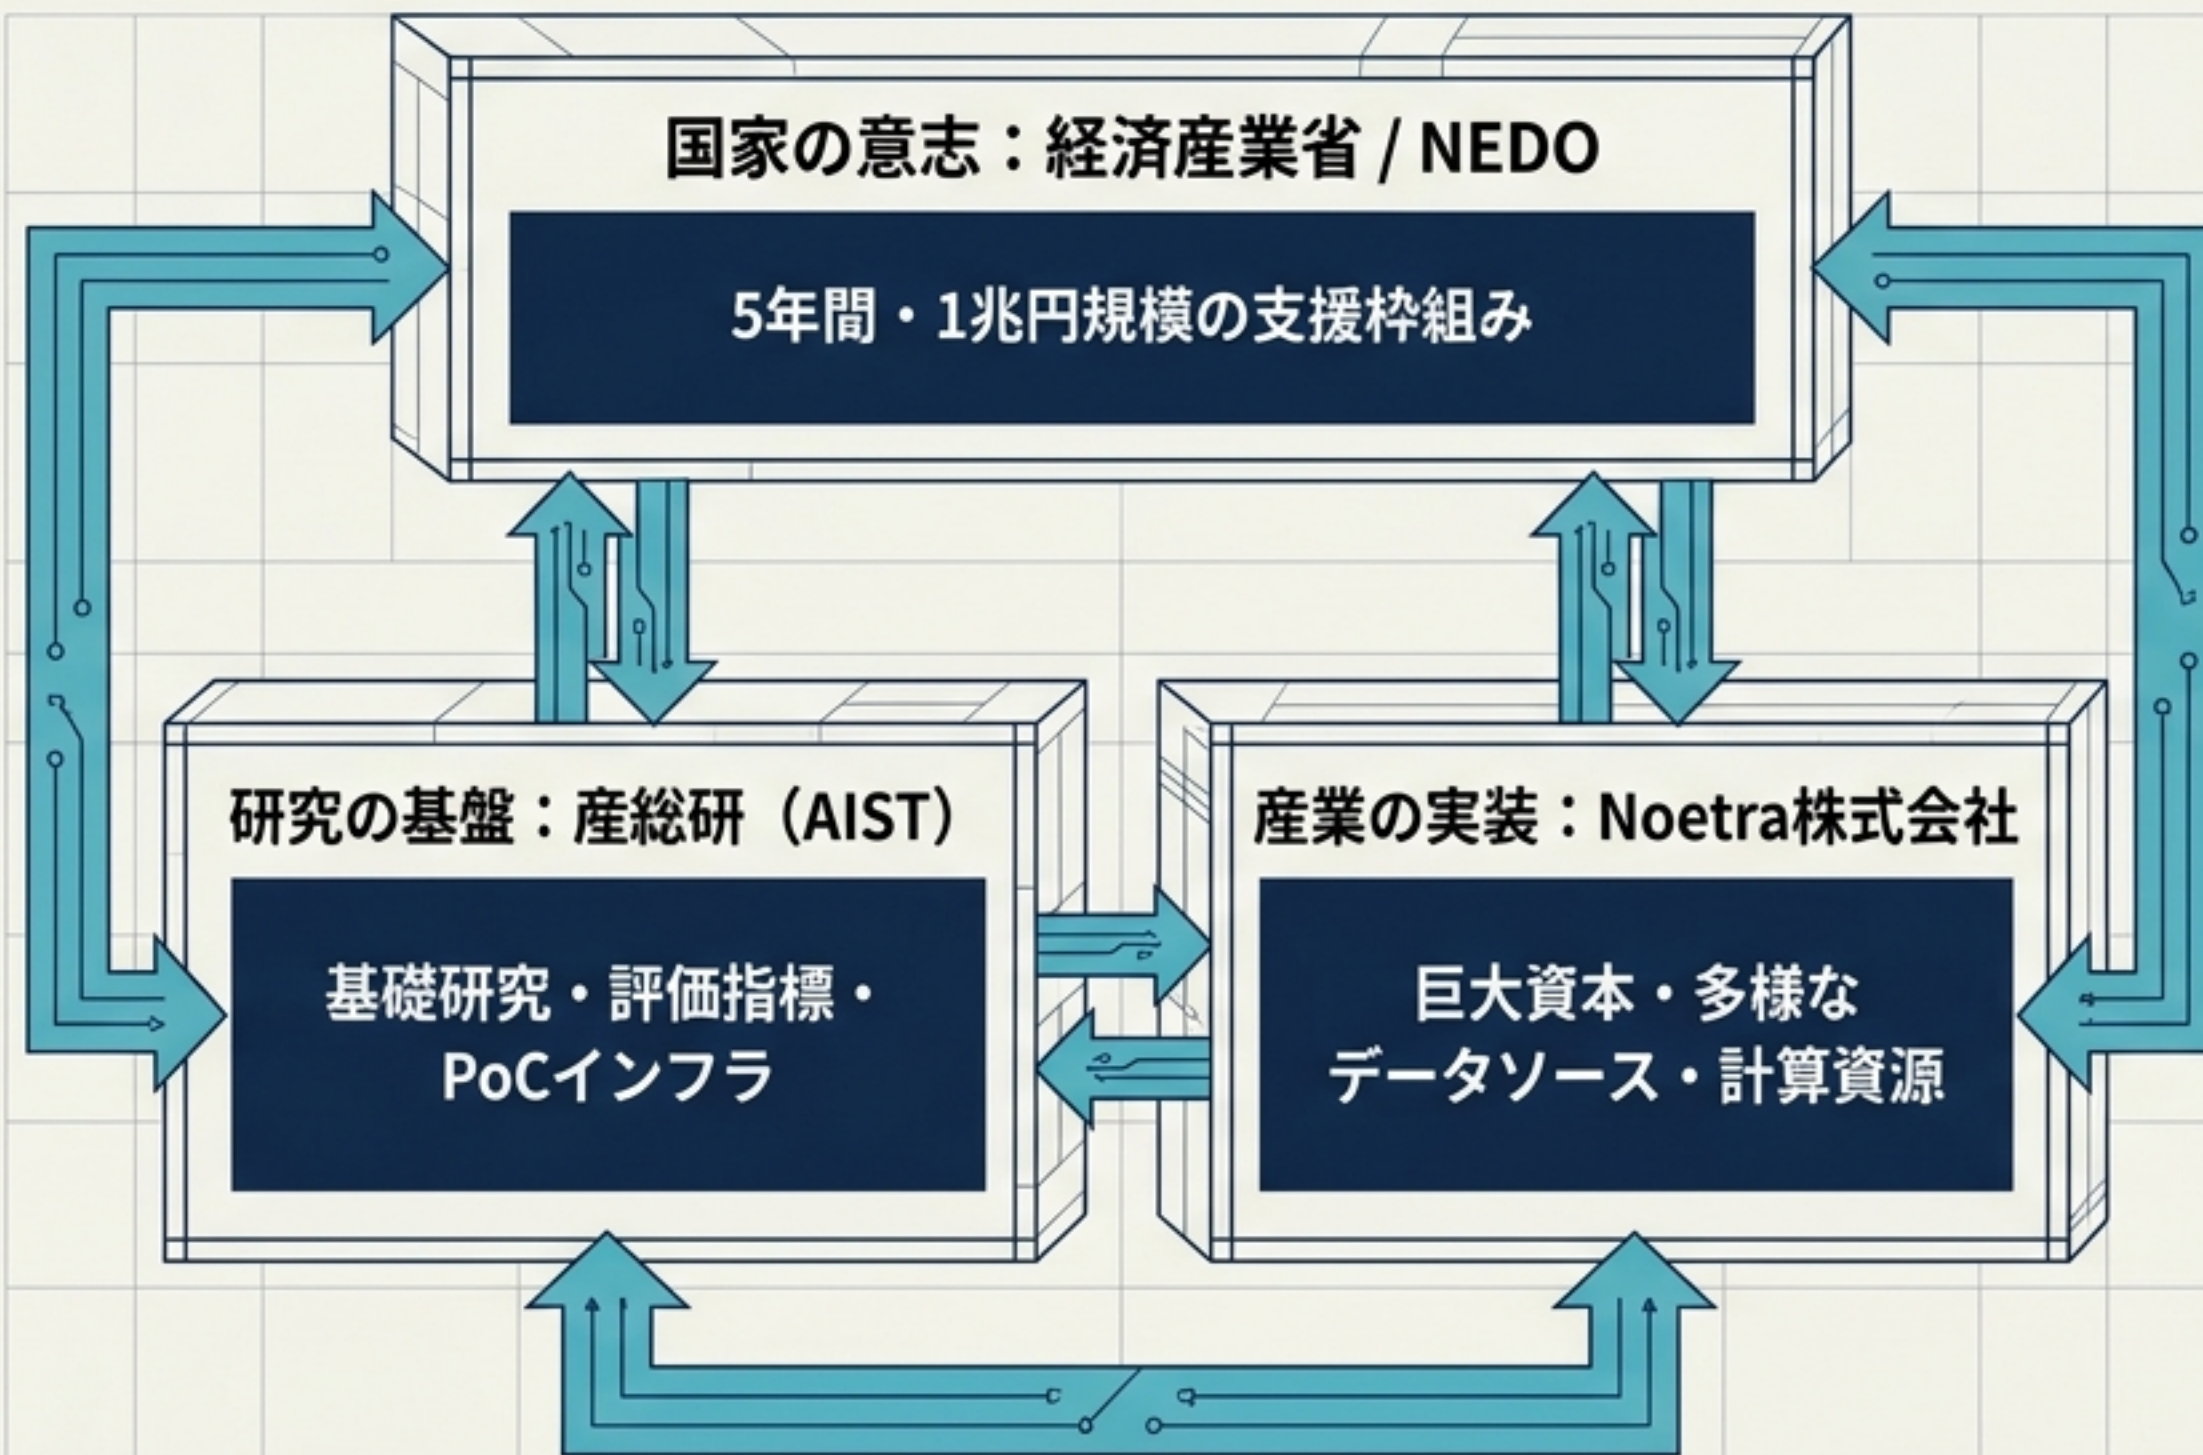 国家の意志：経済産業省 / NEDO
5年間・1兆円規模の支援枠組み
研究の基盤：産総研（AIST）
基礎研究・評価指標・
PoCインフラ
産業の実装：Noetra株式会社
巨大資本・多様な
データソース・計算資源